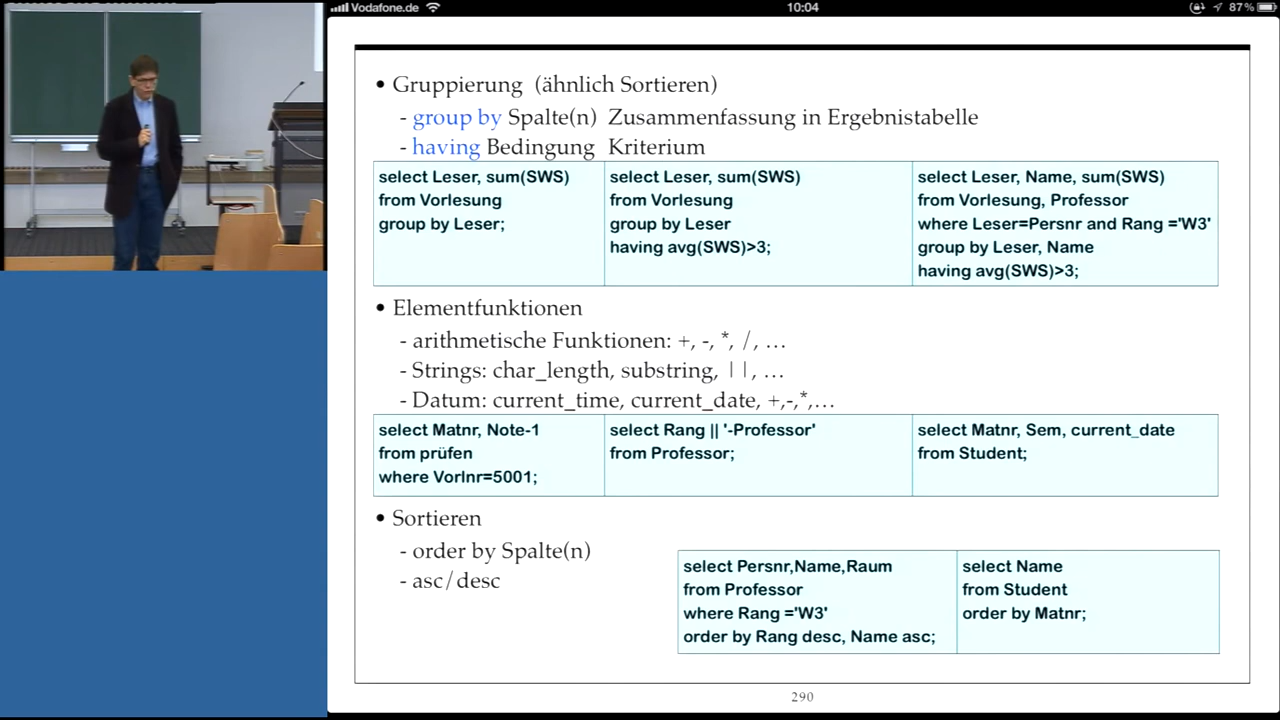 Vodafone.de
10:04
87%
• Gruppierung (ähnlich Sortieren)
- group by Spalte(n) Zusammenfassung in Ergebnistabelle
- having Bedingung Kriterium
select Leser, sum(SWS)
from Vorlesung
group by Leser;
select Leser, sum(SWS)
from Vorlesung
group by Leser
having avg(SWS)>3;
select Leser, Name, sum(SWS)
from Vorlesung, Professor
where Leser=Persnr and Rang ='W3'
group by Leser, Name
having avg(SWS)>3;
• Elementfunktionen
- arithmetische Funktionen: +, -, *, /, …
- Strings: char_length, substring, ||, …
- Datum: current_time, current_date, +,-,*,…
select Matnr, Note-1
from prüfen
where Vorlnr=5001;
select Rang || '-Professor'
from Professor;
select Matnr, Sem, current_date
from Student;
• Sortieren
- order by Spalte(n)
- asc/desc
select Persnr,Name,Raum
from Professor
where Rang ='W3'
order by Rang desc, Name asc;
select Name
from Student
order by Matnr;
290